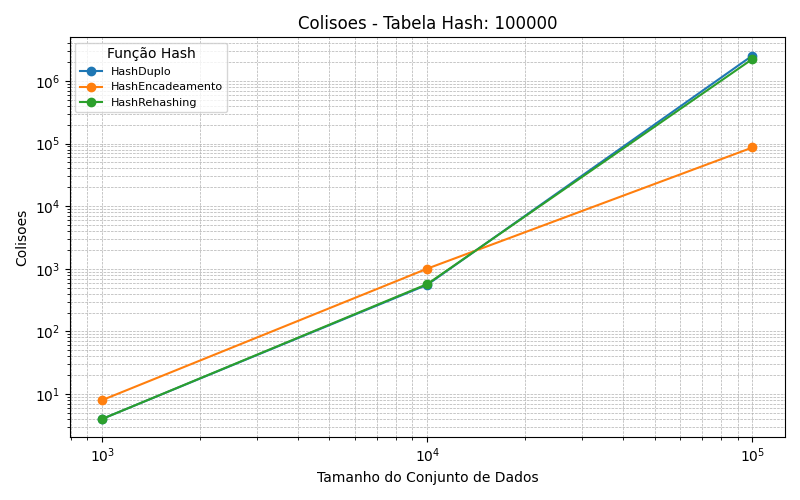 Colisoes - Tabela Hash: 100000
Função Hash
HashDuplo
HashEncadeamento
HashRehashing
10^6
10^5
10^4
10^3
10^2
10^1
Colisoes
10^3
10^4
10^5
Tamanho do Conjunto de Dados